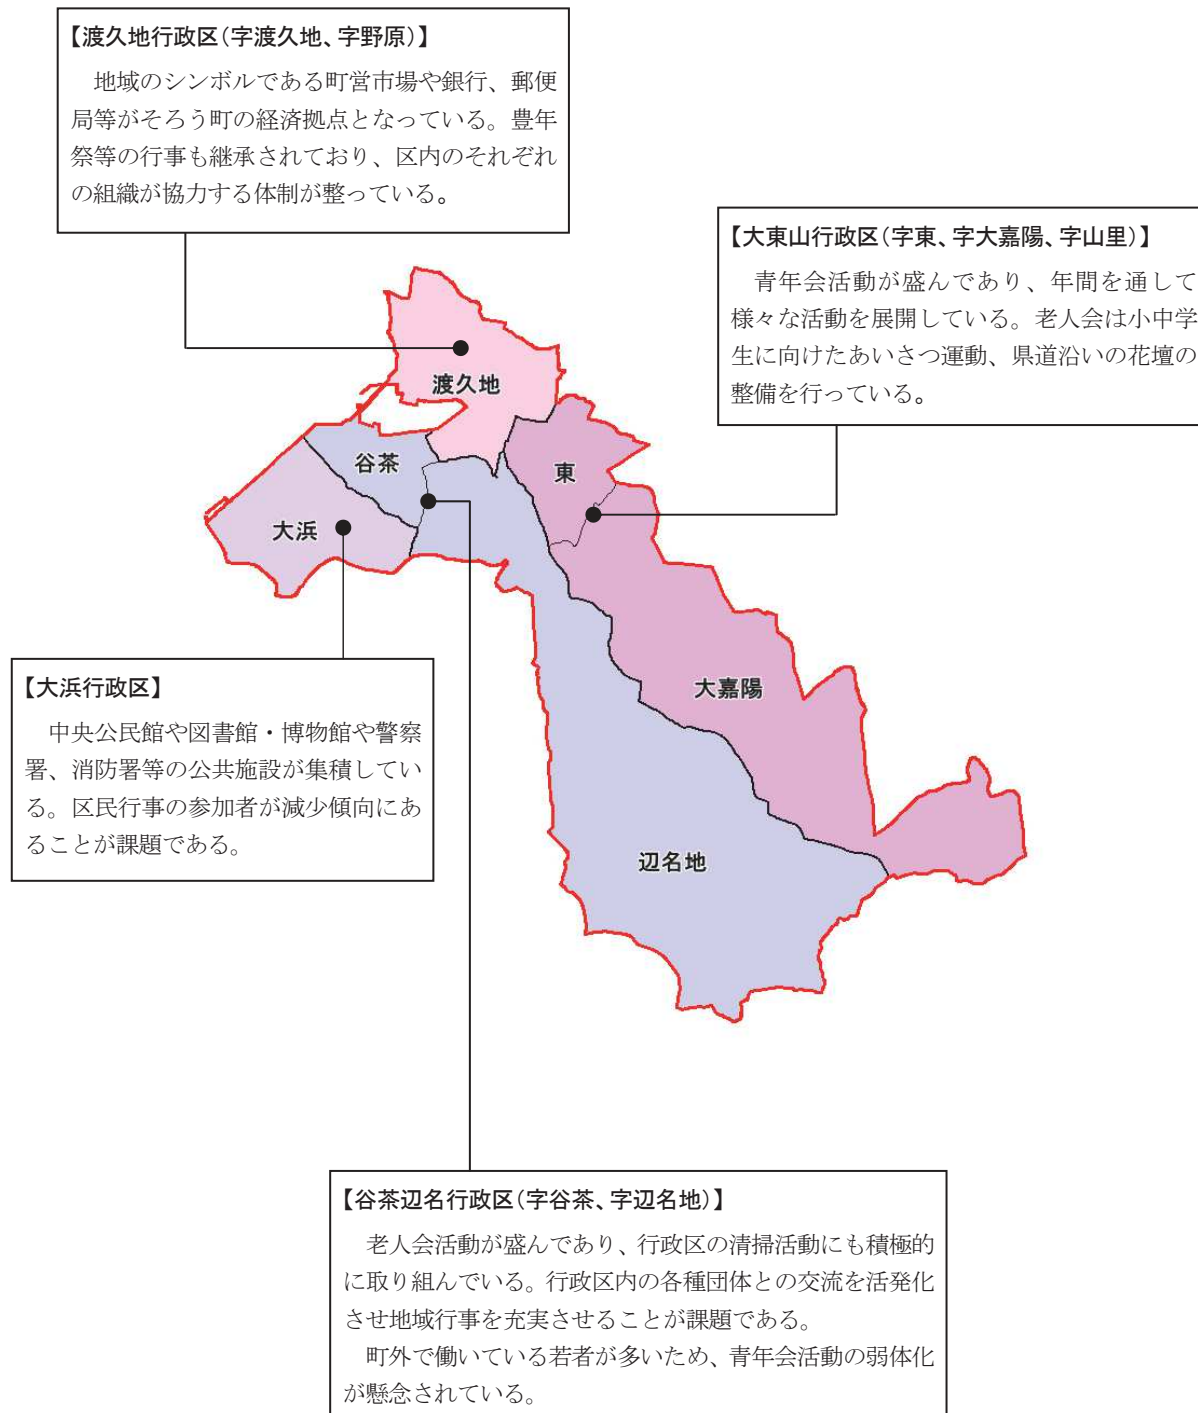 【渡久地行政区(字渡久地、字野原)】
地域のシンボルである町営市場や銀行、郵便
局等がそろう町の経済拠点となっている。豊年
祭等の行事も継承されており、区内のそれぞれ
の組織が協力する体制が整っている。
【大東山行政区(字東、字大嘉陽、字山里)】
青年会活動が盛んであり、年間を通して
様々な活動を展開している。老人会は小中学
生に向けたあいさつ運動、県道沿いの花壇の
整備を行っている。
渡久地
谷茶
東
大浜
大嘉陽
辺名地
【大浜行政区】
中央公民館や図書館・博物館や警察
署、消防署等の公共施設が集積してい
る。区民行事の参加者が減少傾向にあ
ることが課題である。
【谷茶辺名行政区(字谷茶、字辺名地)】
老人会活動が盛んであり、行政区の清掃活動にも積極的
に取り組んでいる。行政区内の各種団体との交流を活発化
させ地域行事を充実させることが課題である。
町外で働いている若者が多いため、青年会活動の弱体化
が懸念されている。